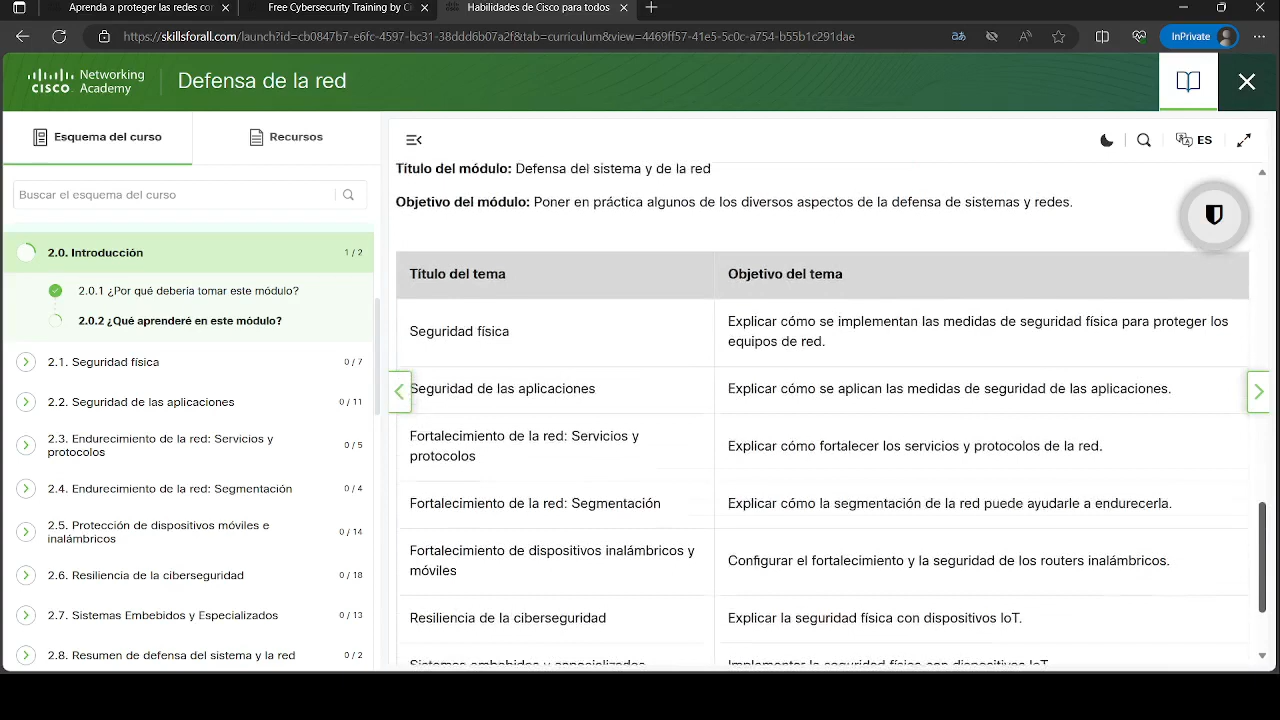 Aprenda a proteger las redes cor
Free Cybersecurity Training by Ci
Habilidades de Cisco para todos
https://skillsforall.com/launch?id=cb0847b7-e6fc-4597-bc31-38ddd6b07a2f&tab=curriculum&view=4469ff57-41e5-5c0c-a754-b55b1c291dae
InPrivate
CISCO Networking Academy
Defensa de la red
Esquema del curso
Recursos
ES
Buscar el esquema del curso
2.0. Introducción 1 / 2
2.0.1 ¿Por qué debería tomar este módulo?
2.0.2 ¿Qué aprenderé en este módulo?
2.1. Seguridad física 0 / 7
2.2. Seguridad de las aplicaciones 0 / 11
2.3. Endurecimiento de la red: Servicios y
protocolos 0 / 5
2.4. Endurecimiento de la red: Segmentación 0 / 4
2.5. Protección de dispositivos móviles e
inalámbricos 0 / 14
2.6. Resiliencia de la ciberseguridad 0 / 18
2.7. Sistemas Embebidos y Especializados 0 / 13
2.8. Resumen de defensa del sistema y la red 0 / 2
Título del módulo: Defensa del sistema y de la red
Objetivo del módulo: Poner en práctica algunos de los diversos aspectos de la defensa de sistemas y redes.
Título del tema
Objetivo del tema
Seguridad física
Explicar cómo se implementan las medidas de seguridad física para proteger los
equipos de red.
Seguridad de las aplicaciones
Explicar cómo se aplican las medidas de seguridad de las aplicaciones.
Fortalecimiento de la red: Servicios y
protocolos
Explicar cómo fortalecer los servicios y protocolos de la red.
Fortalecimiento de la red: Segmentación
Explicar cómo la segmentación de la red puede ayudarle a endurecerla.
Fortalecimiento de dispositivos inalámbricos y
móviles
Configurar el fortalecimiento y la seguridad de los routers inalámbricos.
Resiliencia de la ciberseguridad
Explicar la seguridad física con dispositivos IoT.
Sistemas embebidos y especializados
Implementar la seguridad física con dispositivos IoT